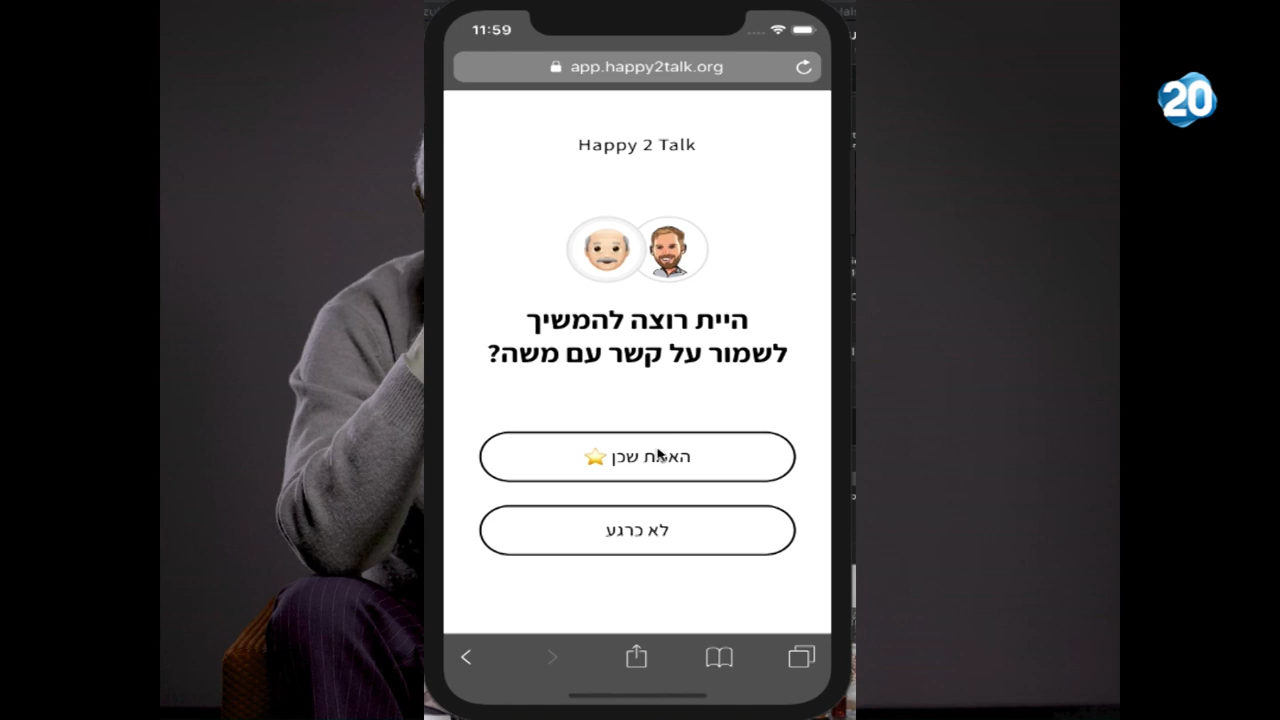 11:59
app.happy2talk.org
20
Happy 2 Talk
היית רוצה להמשיך
לשמור על קשר עם משה?
האמת שכן ⭐
לא כרגע